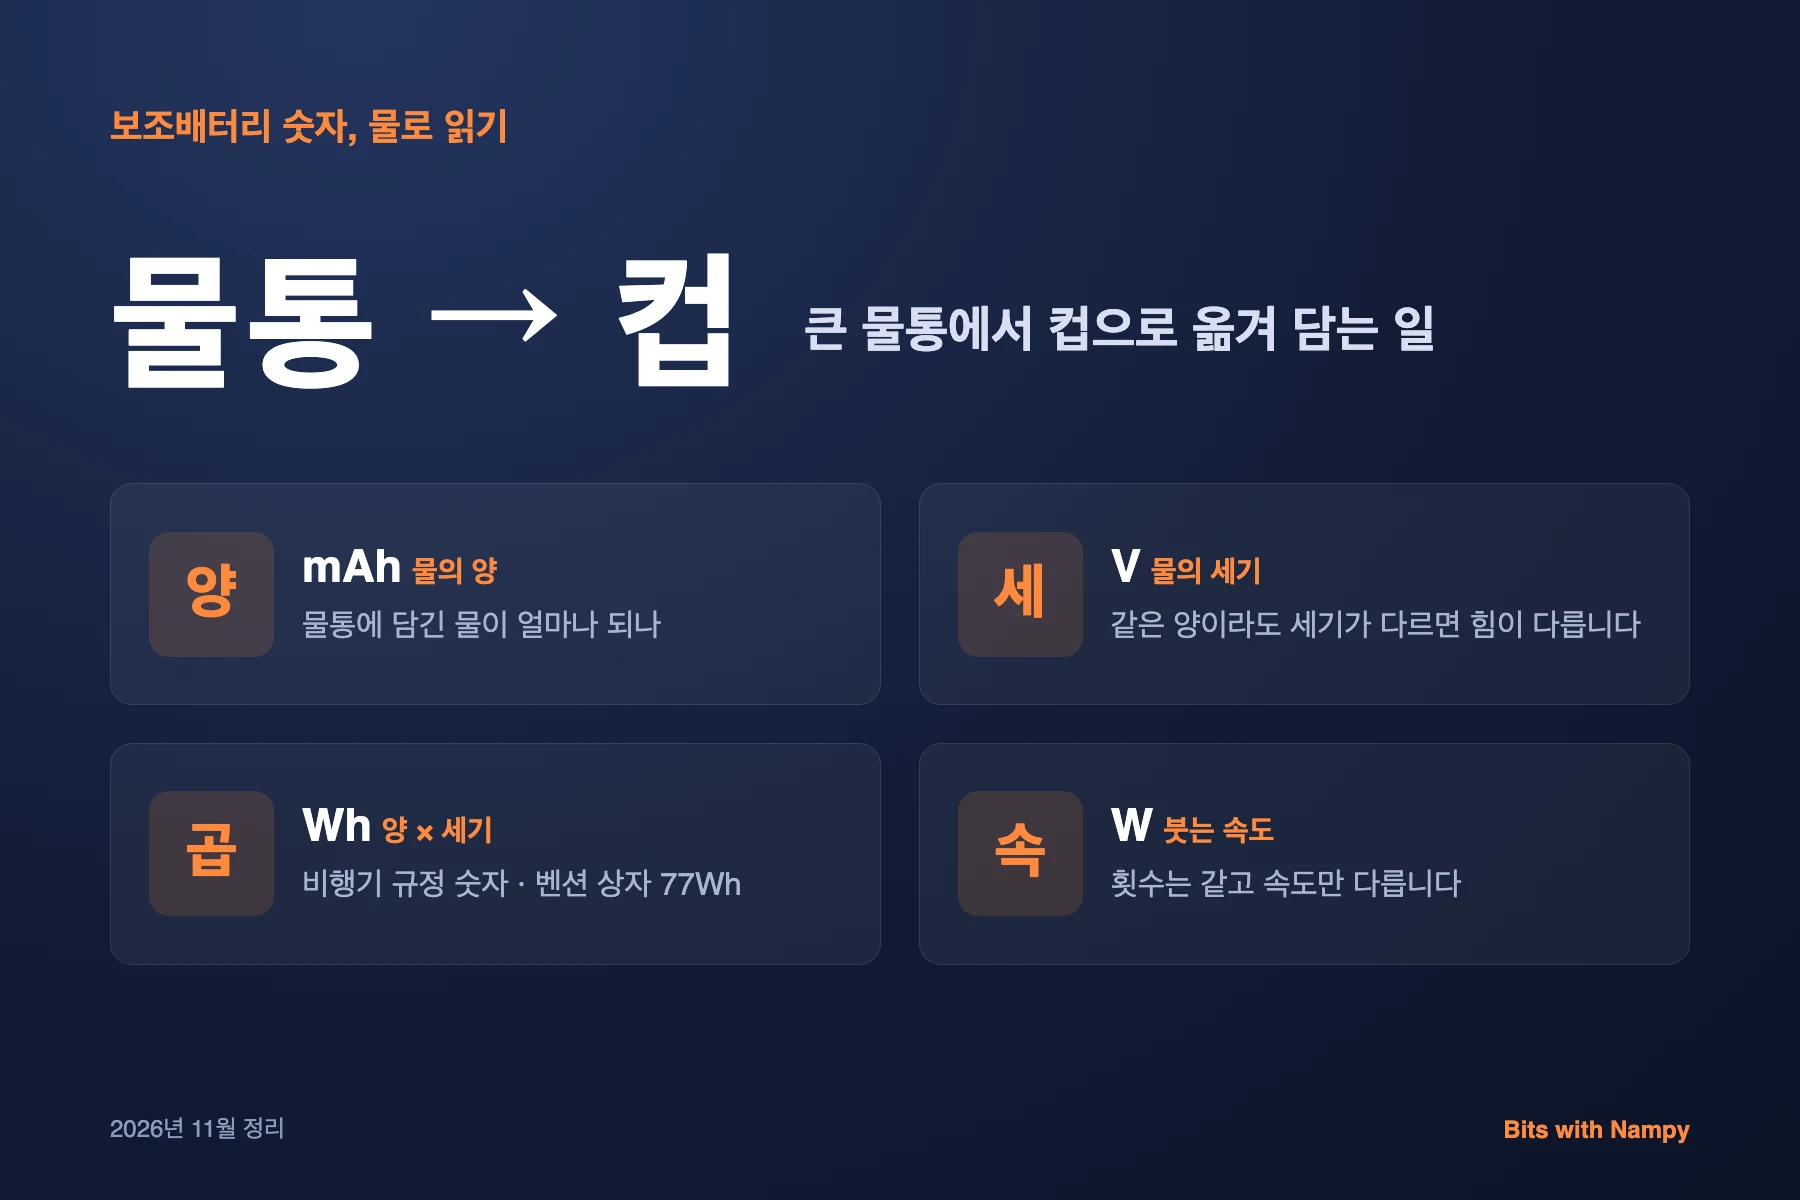 보조배터리 숫자, 물로 읽기
물통 → 컵 큰 물통에서 컵으로 옮겨 담는 일
양
mAh 물의 양
물통에 담긴 물이 얼마나 되나
세
V 물의 세기
같은 양이라도 세기가 다르면 힘이 다릅니다
곱
Wh 양 × 세기
비행기 규정 숫자 · 벤션 상자 77Wh
속
W 붓는 속도
횟수는 같고 속도만 다릅니다
2026년 11월 정리
Bits with Nampy